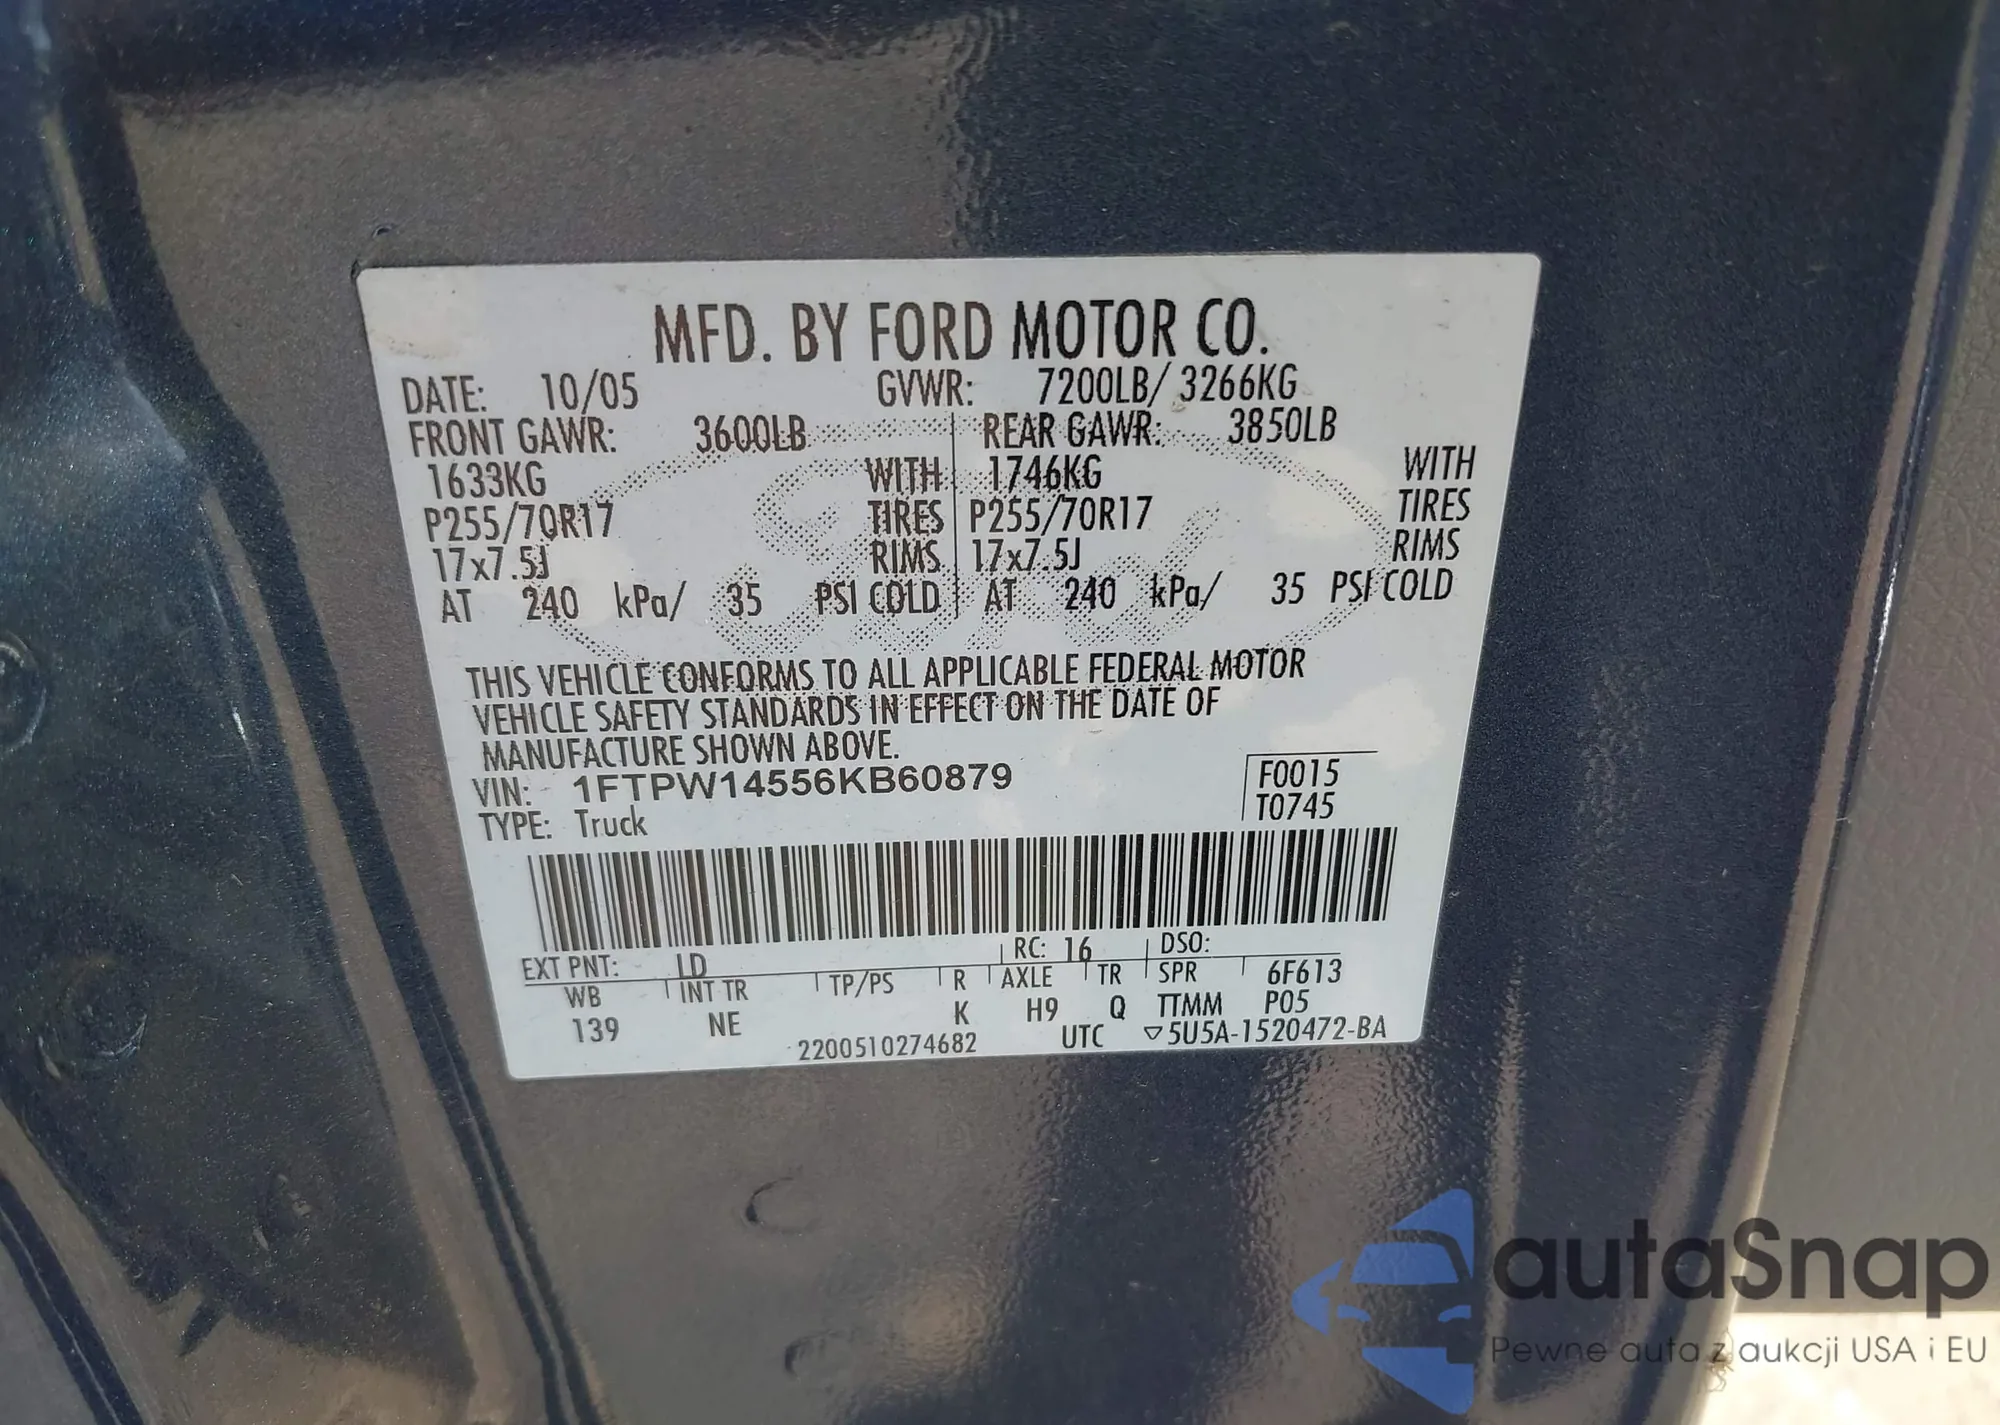 MFD. BY FORD MOTOR CO.
DATE: 10/05 GVWR: 7200LB/ 3266KG
FRONT GAWR: 3600LB REAR GAWR: 3850LB
1633KG WITH 1746KG WITH
P255/70R17 TIRES P255/70R17 TIRES
17x7.5J RIMS 17x7.5J RIMS
AT 240 kPa/ 35 PSI COLD AT 240 kPa/ 35 PSI COLD
THIS VEHICLE CONFORMS TO ALL APPLICABLE FEDERAL MOTOR
VEHICLE SAFETY STANDARDS IN EFFECT ON THE DATE OF
MANUFACTURE SHOWN ABOVE.
VIN: 1FTPW14556KB60879 F0015
TYPE: Truck T0745
EXT PNT: LD RC: 16 DSO:
WB INT TR TP/PS R AXLE TR SPR 6F613
139 NE K H9 Q TTMM P05
2200510274682 UTC ▽5U5A-1520472-BA
Ford
autaSnap
Pewne auta z aukcji USA i EU